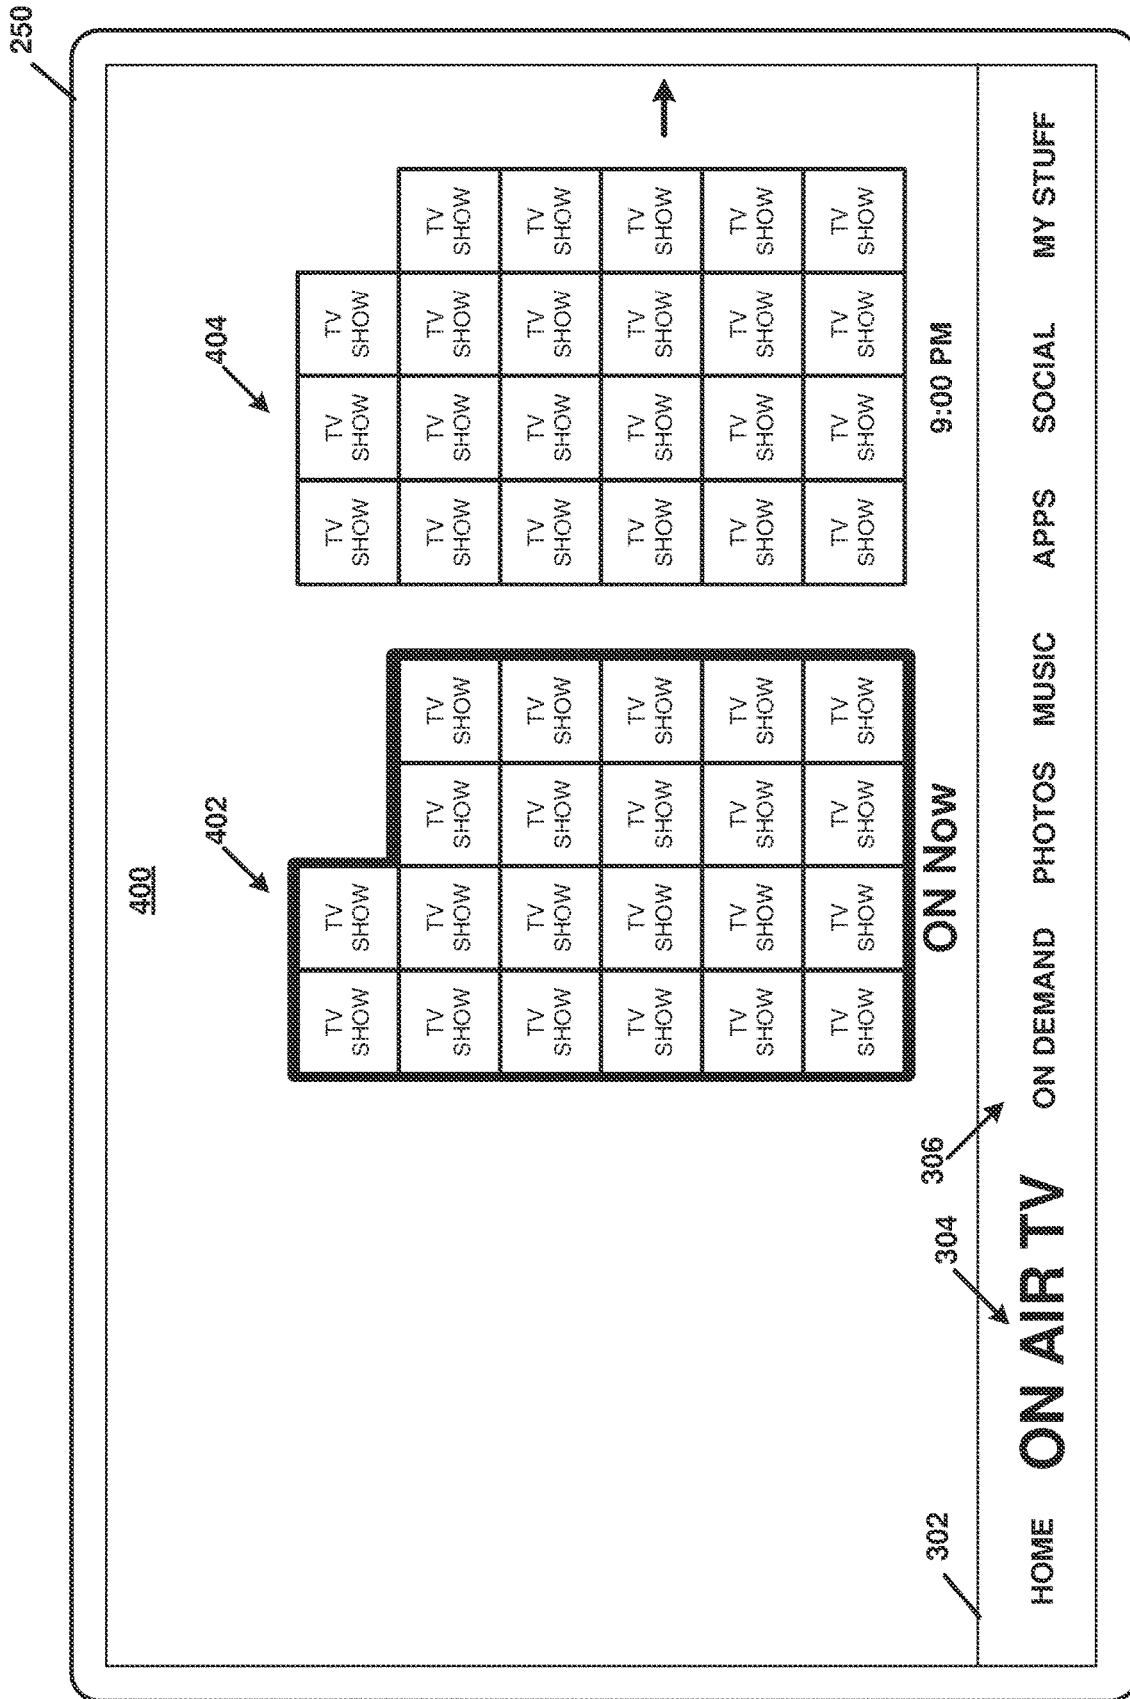 250
400
402 404
TV TV TV TV TV
SHOW SHOW SHOW SHOW SHOW
TV TV TV TV TV TV TV TV
SHOW SHOW SHOW SHOW SHOW SHOW SHOW SHOW
TV TV TV TV TV TV TV TV
SHOW SHOW SHOW SHOW SHOW SHOW SHOW SHOW
TV TV TV TV TV TV TV TV
SHOW SHOW SHOW SHOW SHOW SHOW SHOW SHOW
TV TV TV TV TV TV TV TV
SHOW SHOW SHOW SHOW SHOW SHOW SHOW SHOW
TV TV TV TV TV TV TV TV
SHOW SHOW SHOW SHOW SHOW SHOW SHOW SHOW
ON NOW 9:00 PM
302 304 306
HOME ON AIR TV ON DEMAND PHOTOS MUSIC APPS SOCIAL MY STUFF